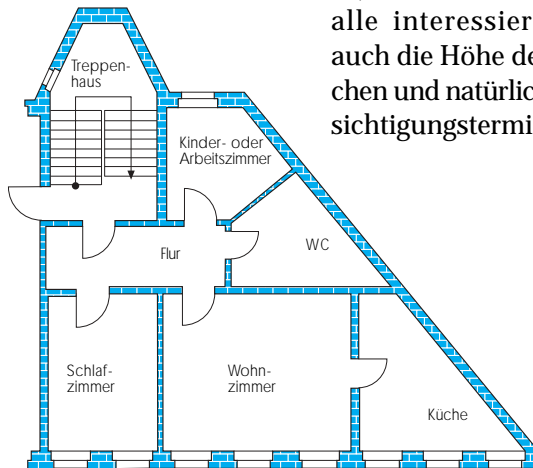 alle interessier
auch die Höhe de
chen und natürlic
sichtigungstermi
Treppen-
haus
Kinder- oder
Arbeitszimmer
Flur
WC
Schlaf-
zimmer
Wohn-
zimmer
Küche